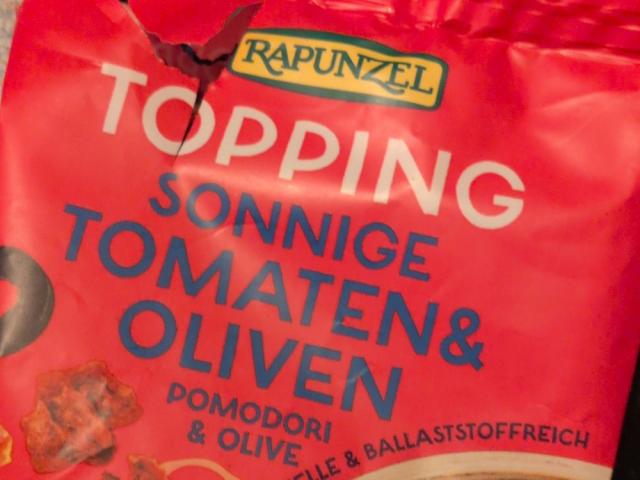 RAPUNZEL
TOPPING
SONNIGE
TOMATEN&
OLIVEN
POMODORI
& OLIVE
& BALLASTSTOFFREICH